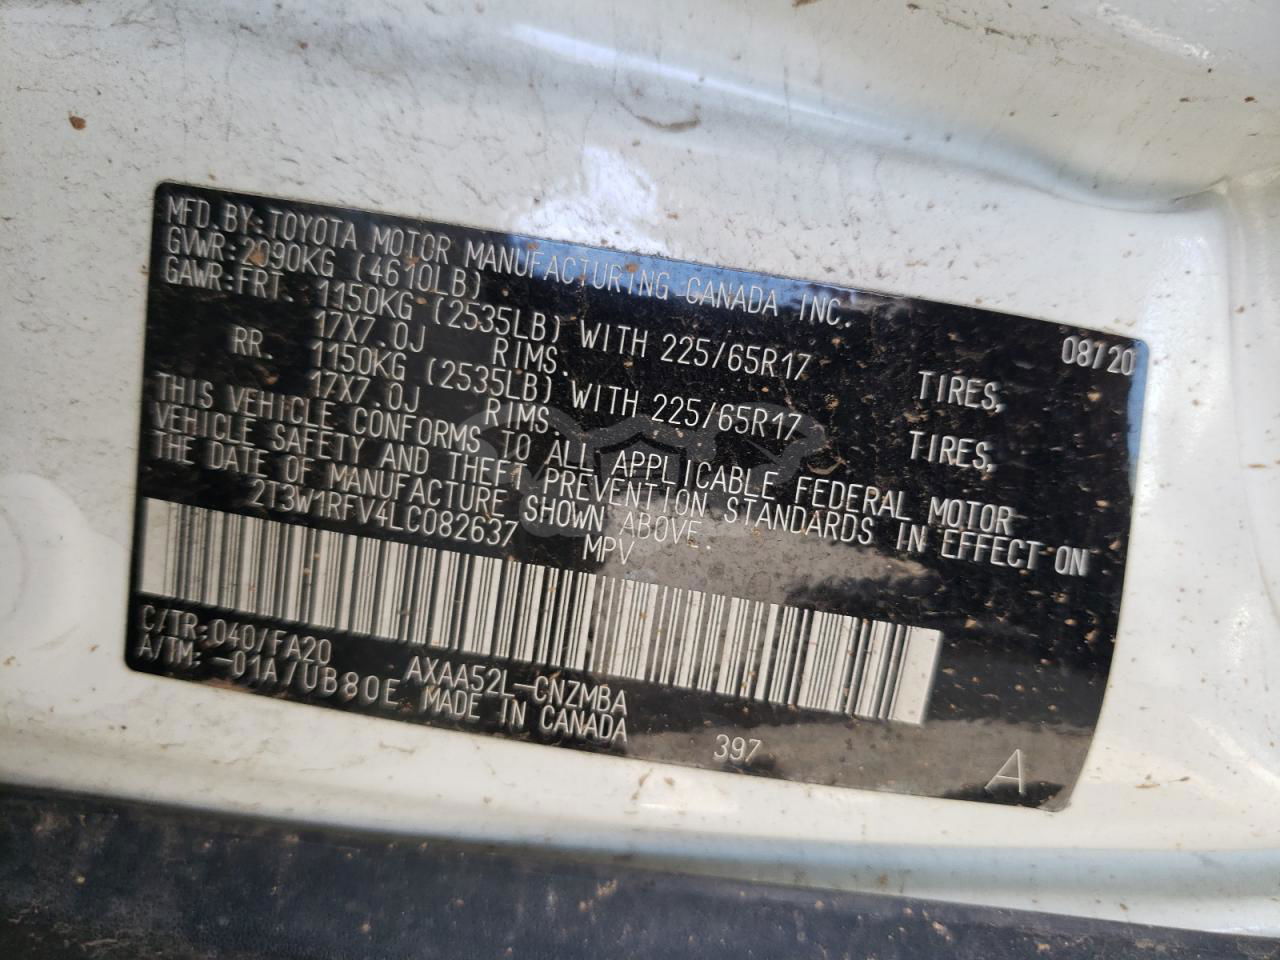 MFD.BY:TOYOTA MOTOR MANUFACTURING CANADA INC. 08/20
GVWR:2090KG (4610LB)
GAWR:FRT. 1150KG (2535LB) WITH 225/65R17 TIRES,
17X7.0J RIMS.
RR. 1150KG (2535LB) WITH 225/65R17 TIRES,
17X7.0J RIMS.
THIS VEHICLE CONFORMS TO ALL APPLICABLE FEDERAL MOTOR
VEHICLE SAFETY AND THEFT PREVENTION STANDARDS IN EFFECT ON
THE DATE OF MANUFACTURE SHOWN ABOVE.
2T3W1RFV4LC082637 MPV
C/TR:040/FA20 AXAA52L-CNZMBA
A/TM:-01A/UB80E MADE IN CANADA 397 A